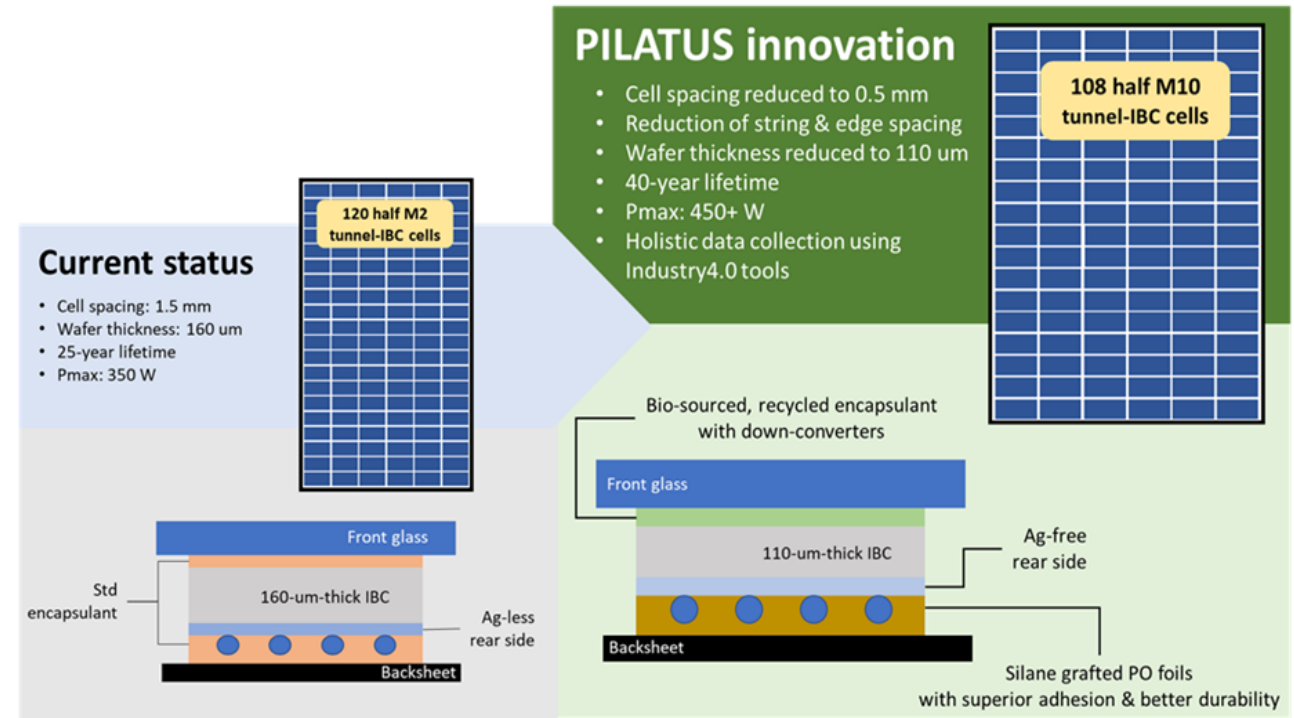 PILATUS innovation
• Cell spacing reduced to 0.5 mm
• Reduction of string & edge spacing
• Wafer thickness reduced to 110 um
• 40-year lifetime
• Pmax: 450+ W
• Holistic data collection using
Industry4.0 tools
108 half M10
tunnel-IBC cells
Current status
• Cell spacing: 1.5 mm
• Wafer thickness: 160 um
• 25-year lifetime
• Pmax: 350 W
120 half M2
tunnel-IBC cells
Front glass
Std
encapsulant
160-um-thick IBC
Ag-less
rear side
Backsheet
Bio-sourced, recycled encapsulant
with down-converters
Front glass
110-um-thick IBC
Ag-free
rear side
Backsheet
Silane grafted PO foils
with superior adhesion & better durability